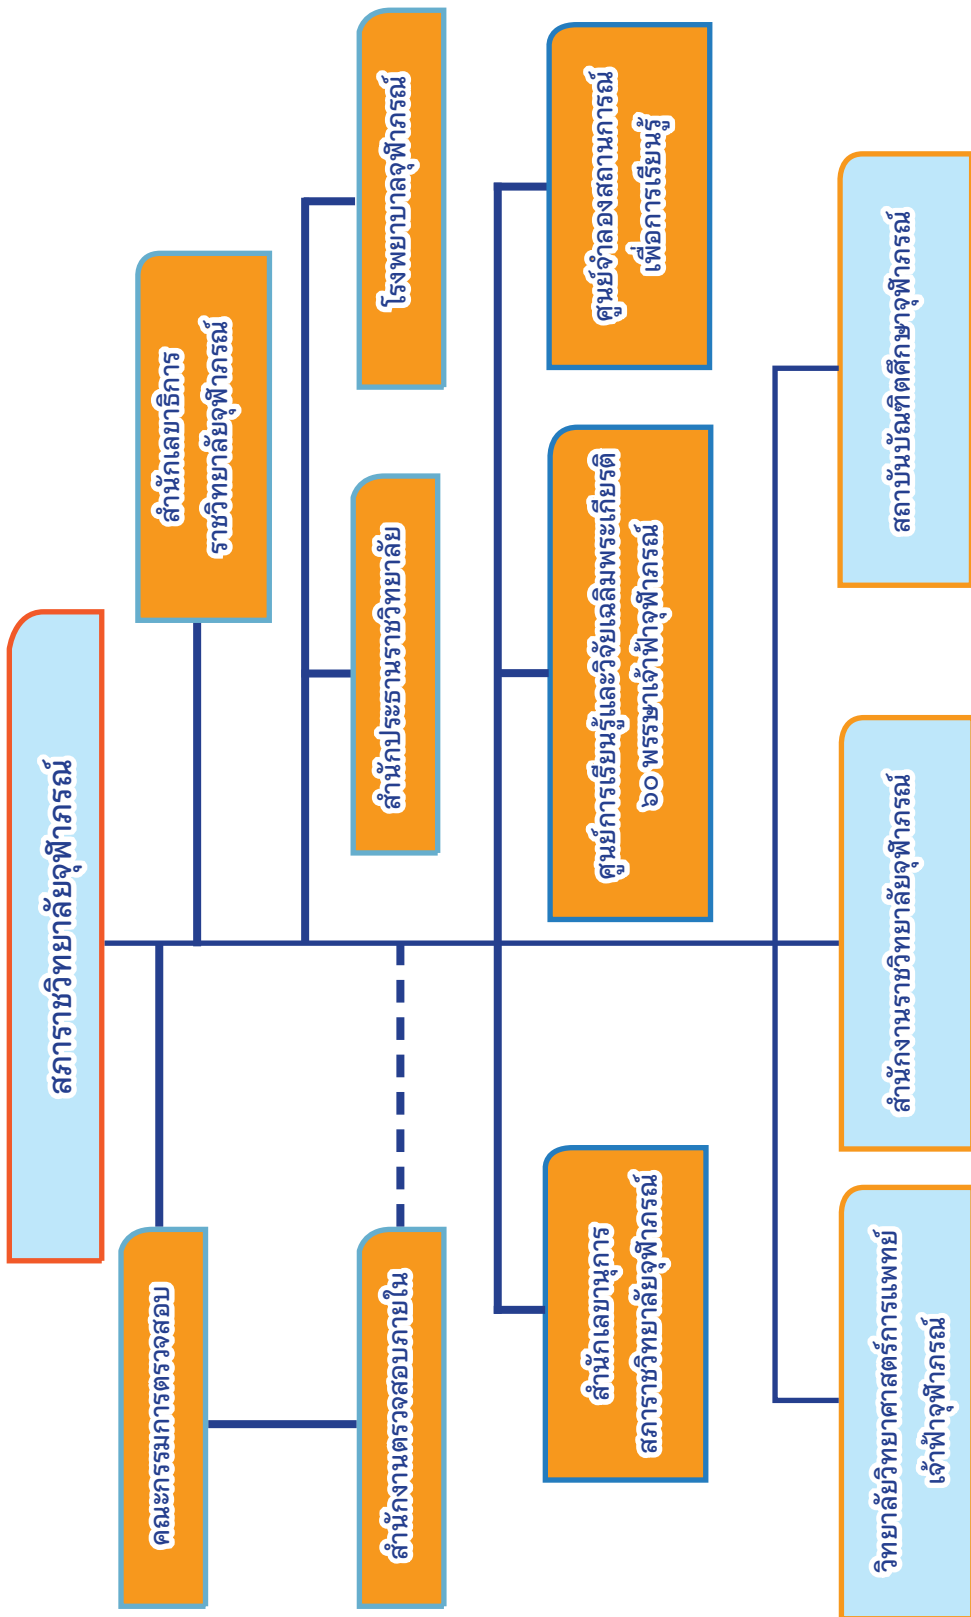 สภาราชวิทยาลัยจุฬาภรณ์
คณะกรรมการตรวจสอบ
สำนักเลขาธิการ
ราชวิทยาลัยจุฬาภรณ์
สำนักงานตรวจสอบภายใน
สำนักประธานราชวิทยาลัย
โรงพยาบาลจุฬาภรณ์
สำนักเลขานุการ
สภาราชวิทยาลัยจุฬาภรณ์
ศูนย์การเรียนรู้และวิจัยเฉลิมพระเกียรติ
๖๐ พรรษาเจ้าฟ้าจุฬาภรณ์
ศูนย์จำลองสถานการณ์
เพื่อการเรียนรู้
วิทยาลัยวิทยาศาสตร์การแพทย์
เจ้าฟ้าจุฬาภรณ์
สำนักงานราชวิทยาลัยจุฬาภรณ์
สถาบันบัณฑิตศึกษาจุฬาภรณ์